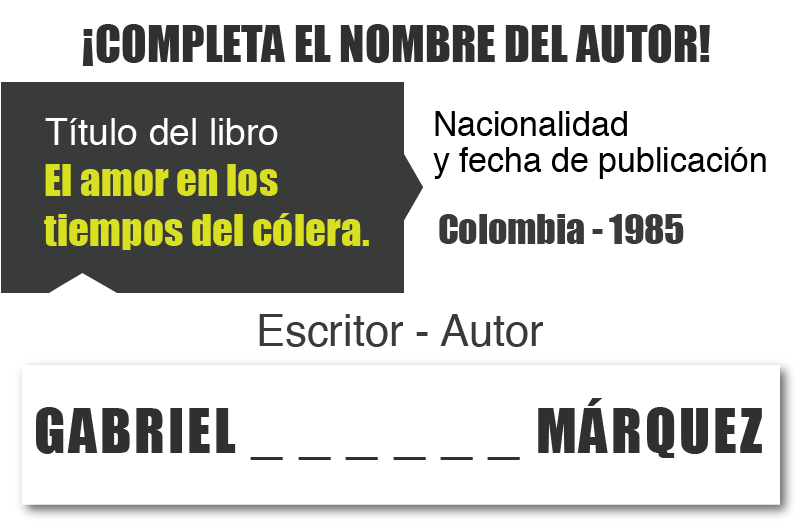 ¡COMPLETA EL NOMBRE DEL AUTOR!
Título del libro
El amor en los
tiempos del cólera.
Nacionalidad
y fecha de publicación
Colombia - 1985
Escritor - Autor
GABRIEL _ _ _ _ _ _ MÁRQUEZ